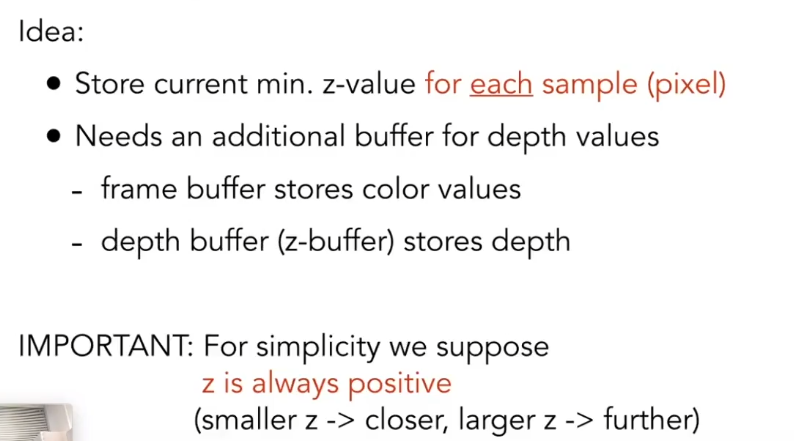 Idea:
● Store current min. z-value for each sample (pixel)
● Needs an additional buffer for depth values
- frame buffer stores color values
- depth buffer (z-buffer) stores depth
IMPORTANT: For simplicity we suppose
z is always positive
(smaller z -> closer, larger z -> further)